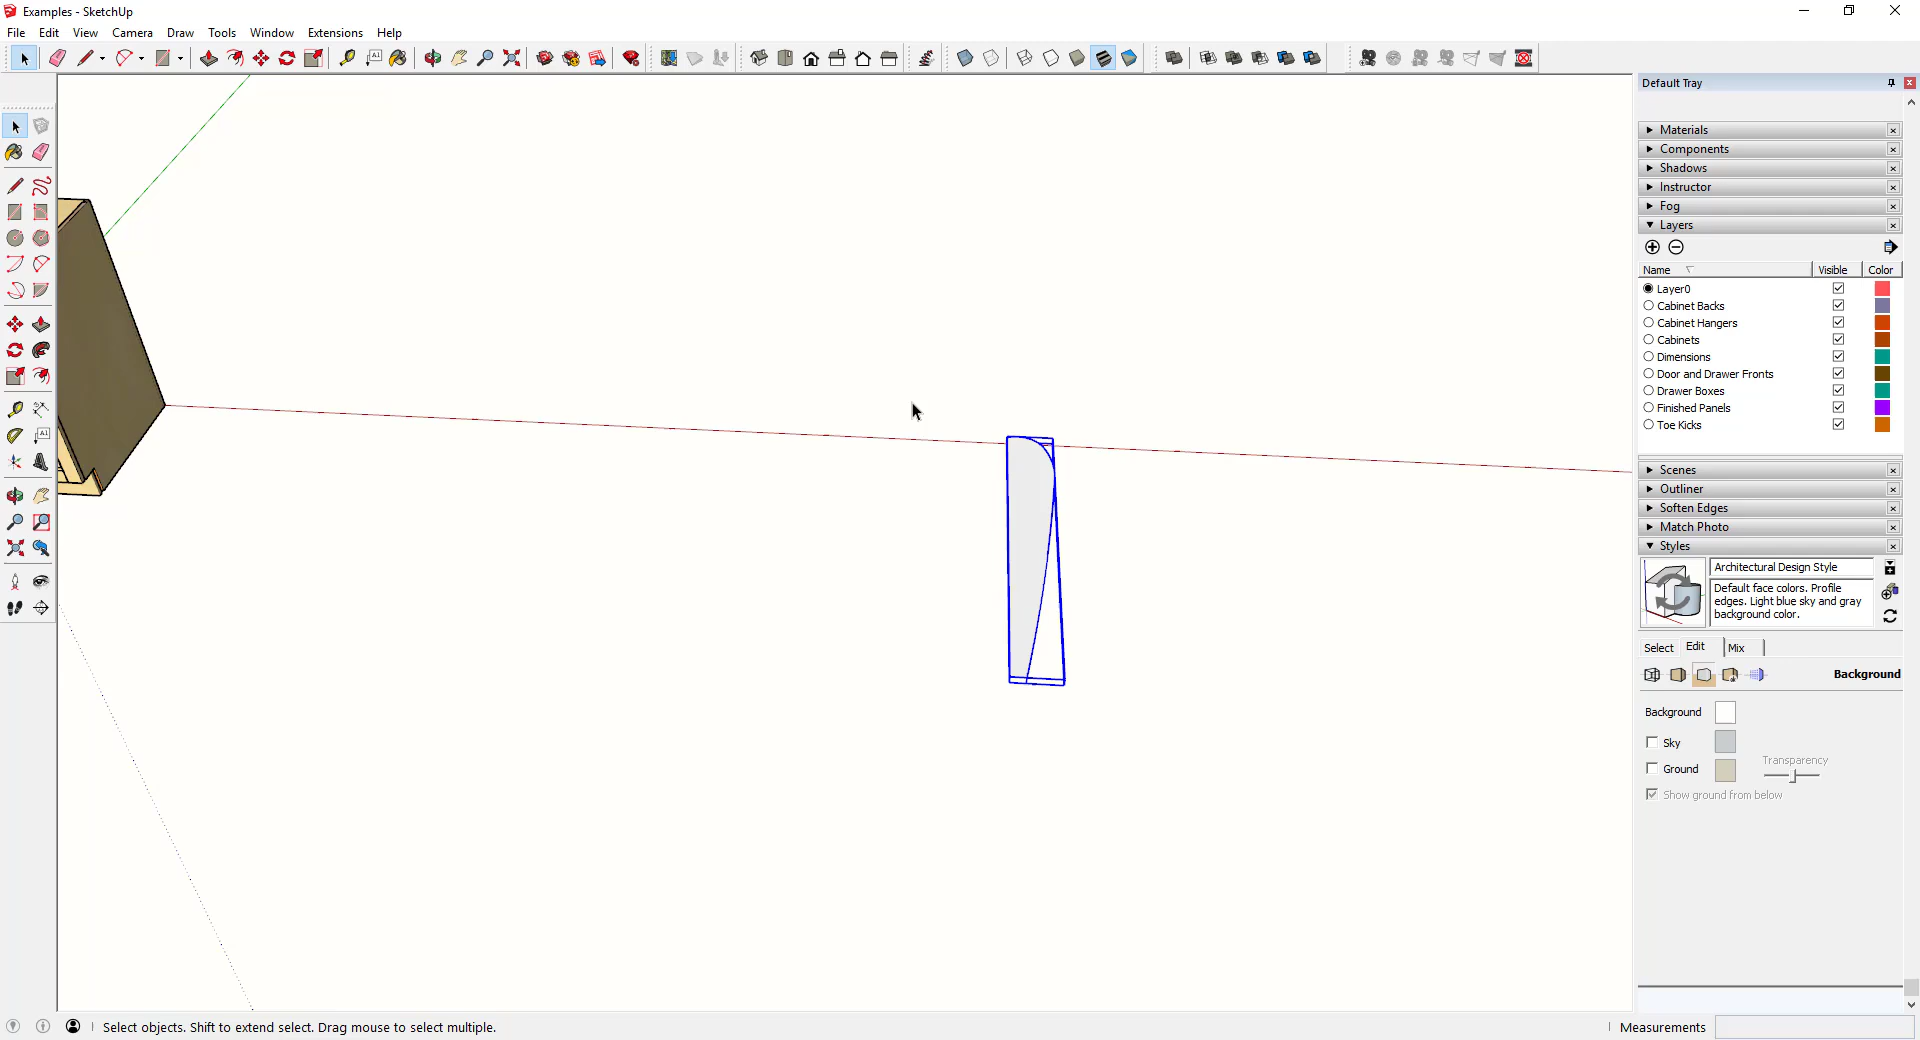 Examples - SketchUp
File Edit View Camera Draw Tools Window Extensions Help
A1
Default Tray
Materials
Components
Shadows
Instructor
Fog
Layers
Name Visible Color
Layer0
Cabinet Backs
Cabinet Hangers
Cabinets
Dimensions
Door and Drawer Fronts
Drawer Boxes
Finished Panels
Toe Kicks
A1
Scenes
Outliner
Soften Edges
Match Photo
Styles
Architectural Design Style
Default face colors. Profile
edges. Light blue sky and gray
background color.
Select Edit Mix
Background
Background
Sky
Ground
Transparency
Show ground from below
Select objects. Shift to extend select. Drag mouse to select multiple.
Measurements